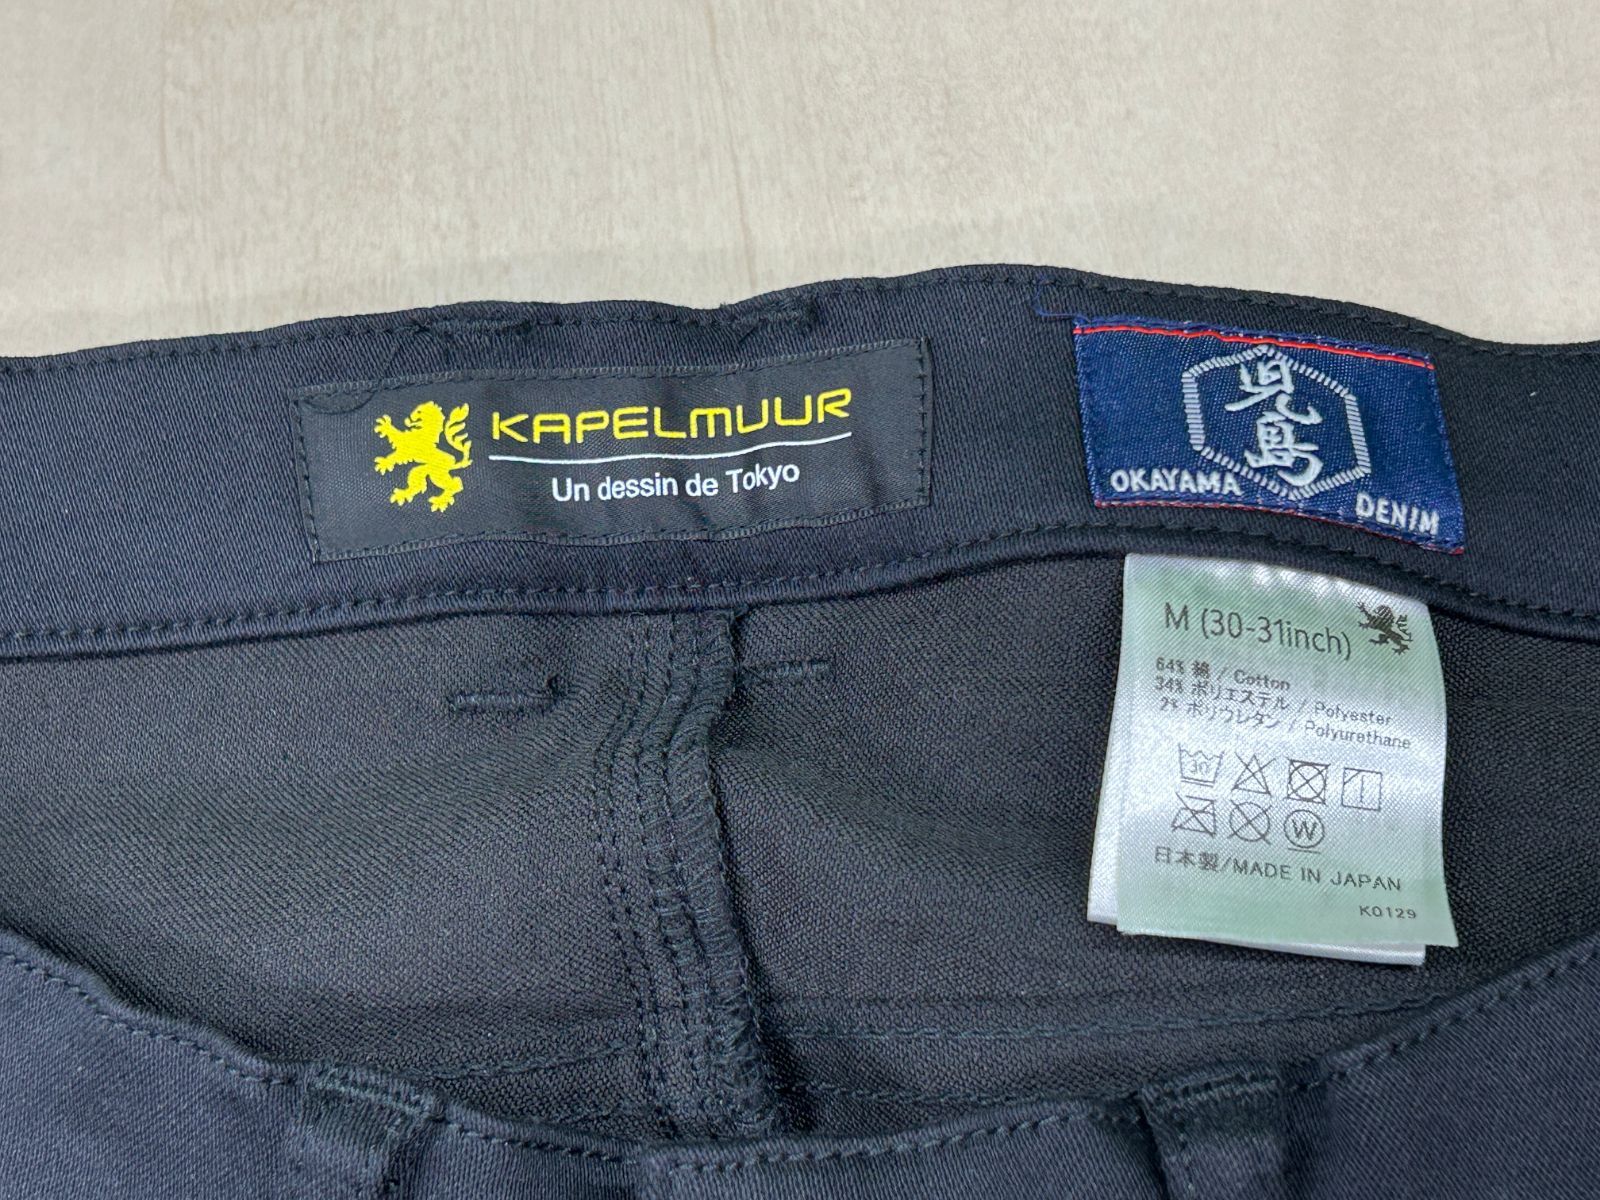 KAPELMUUR
Un dessin de Tokyo
児島
OKAYAMA
DENIM
M (30-31inch)
64% 綿 / Cotton
34% ポリエステル / Polyester
2% ポリウレタン / Polyurethane
30
W
日本製/MADE IN JAPAN
K0129